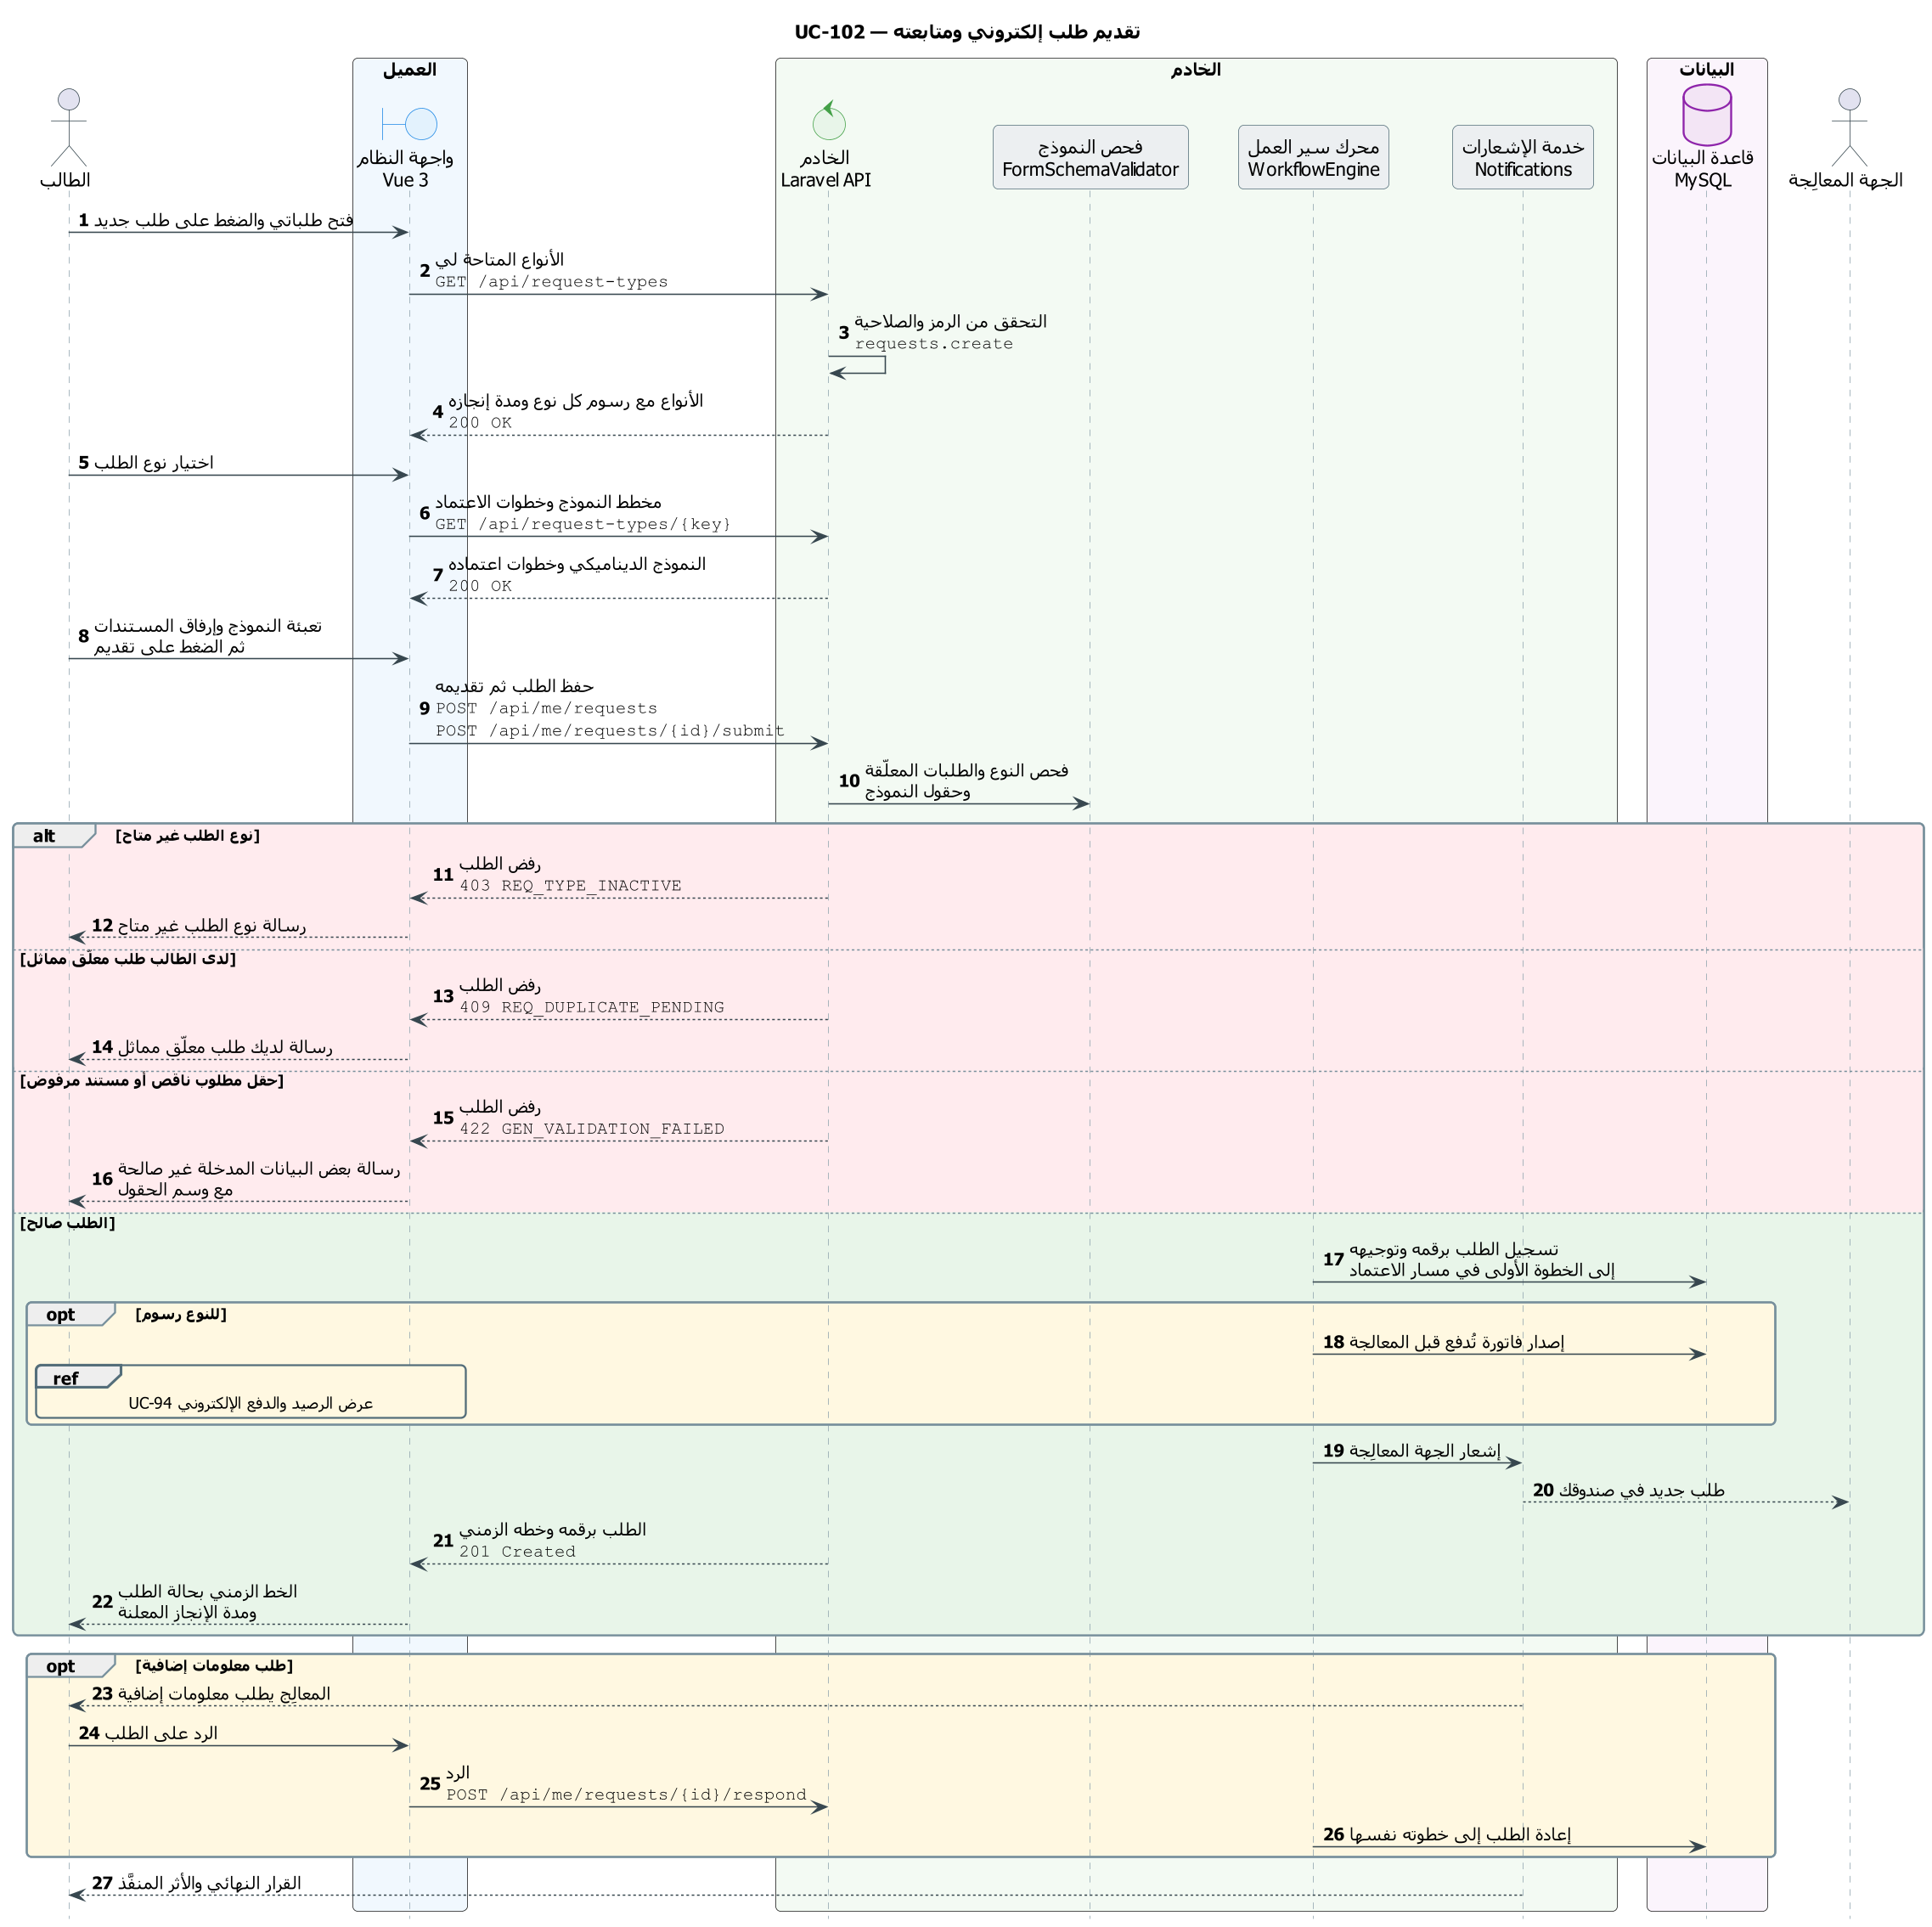 UC-102 — تقديم طلب إلكتروني ومتابعته
العميل
الخادم
البيانات
الطالب
واجهة النظام
Vue 3
الخادم
Laravel API
فحص النموذج
FormSchemaValidator
محرك سير العمل
WorkflowEngine
خدمة الإشعارات
Notifications
قاعدة البيانات
MySQL
الجهة المعالِجة
1 فتح طلباتي والضغط على طلب جديد
2 الأنواع المتاحة لي
GET /api/request-types
3 التحقق من الرمز والصلاحية
requests.create
4 الأنواع مع رسوم كل نوع ومدة إنجازه
200 OK
5 اختيار نوع الطلب
6 مخطط النموذج وخطوات الاعتماد
GET /api/request-types/{key}
7 النموذج الديناميكي وخطوات اعتماده
200 OK
8 تعبئة النموذج وإرفاق المستندات
ثم الضغط على تقديم
9 حفظ الطلب ثم تقديمه
POST /api/me/requests
POST /api/me/requests/{id}/submit
10 فحص النوع والطلبات المعلّقة
وحقول النموذج
alt [نوع الطلب غير متاح]
11 رفض الطلب
403 REQ_TYPE_INACTIVE
12 رسالة نوع الطلب غير متاح
[لدى الطالب طلب معلّق مماثل]
13 رفض الطلب
409 REQ_DUPLICATE_PENDING
14 رسالة لديك طلب معلّق مماثل
[حقل مطلوب ناقص أو مستند مرفوض]
15 رفض الطلب
422 GEN_VALIDATION_FAILED
16 رسالة بعض البيانات المدخلة غير صالحة
مع وسم الحقول
[الطلب صالح]
17 تسجيل الطلب برقمه وتوجيهه
إلى الخطوة الأولى في مسار الاعتماد
opt [للنوع رسوم]
18 إصدار فاتورة تُدفع قبل المعالجة
ref
UC-94 عرض الرصيد والدفع الإلكتروني
19 إشعار الجهة المعالِجة
20 طلب جديد في صندوقك
21 الطلب برقمه وخطه الزمني
201 Created
22 الخط الزمني بحالة الطلب
ومدة الإنجاز المعلنة
opt [طلب معلومات إضافية]
23 المعالِج يطلب معلومات إضافية
24 الرد على الطلب
25 الرد
POST /api/me/requests/{id}/respond
26 إعادة الطلب إلى خطوته نفسها
27 القرار النهائي والأثر المنفَّذ